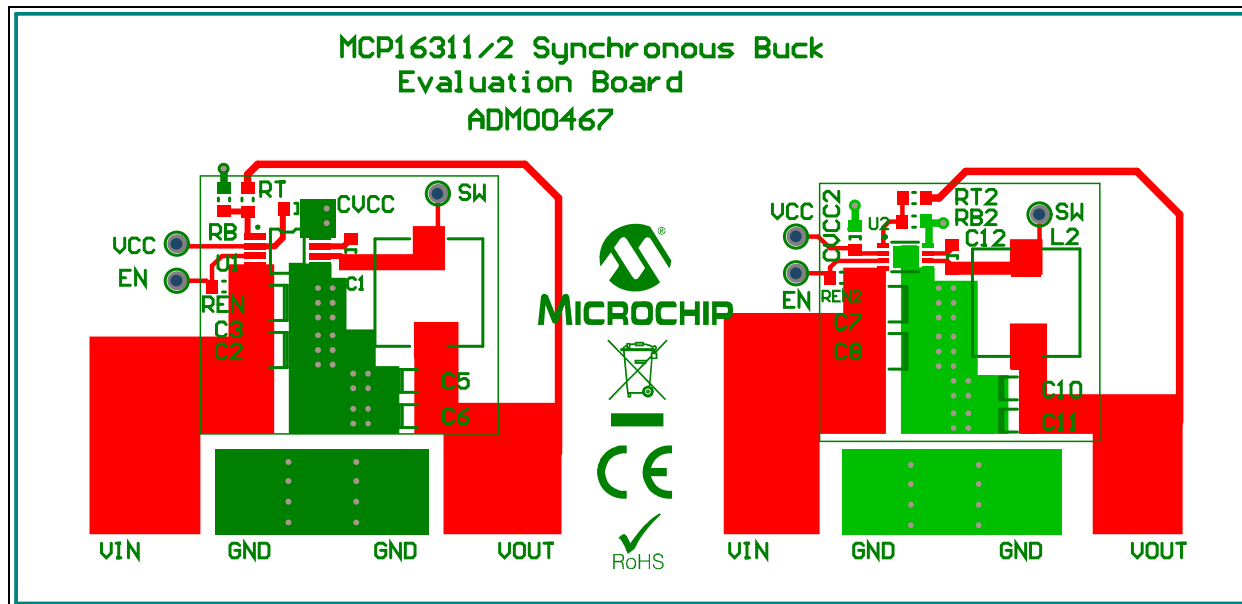 MCP16311/2 Synchronous Buck
Evaluation Board
ADM00467
RT
CVCC
SW
RB
VCC
U1
EN
C1
REN
C3
C2
C5
C6
VIN
GND
GND
VOUT
®
MICROCHIP
CE
RoHS
CVCC2
RT2
RB2
U2
SW
VCC
C12
L2
EN
REN2
C7
C8
C10
C11
VIN
GND
GND
VOUT